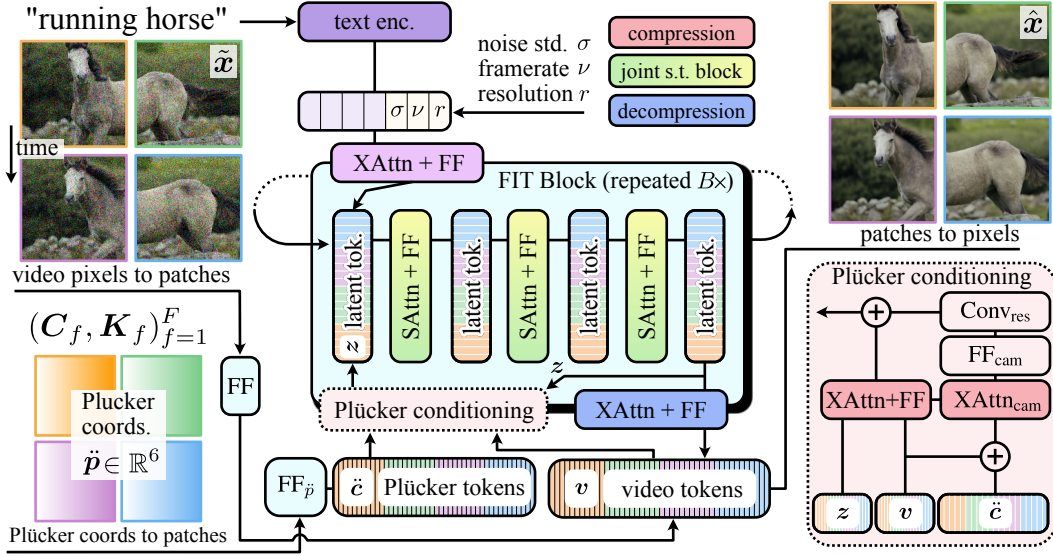 "running horse"
text enc.
x̃
time
video pixels to patches
noise std. σ
framerate ν
resolution r
σ ν r
compression
joint s.t. block
decompression
x̂
patches to pixels
XAttn + FF
FIT Block (repeated B×)
latent tok.
z
SAttn + FF
latent tok.
SAttn + FF
latent tok.
SAttn + FF
latent tok.
z
Plücker conditioning
XAttn + FF
(C_f, K_f)_{f=1}^F
Plucker
coords.
p̈ ∈ ℝ^6
Plücker coords to patches
FF
FF_p̈
c̈ Plücker tokens
v video tokens
Plücker conditioning
+
Conv_res
FF_cam
XAttn+FF
XAttn_cam
+
z
v
c̈